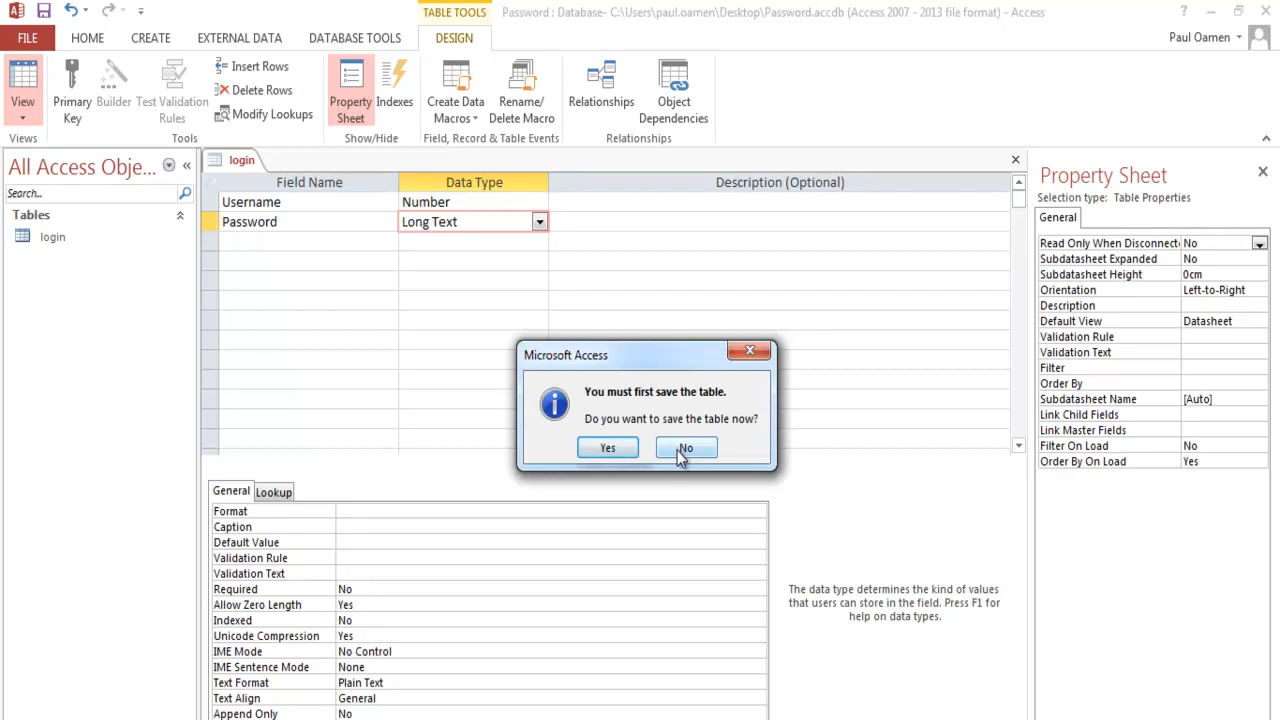 TABLE TOOLS
Password : Database- C:\Users\paul.oamen\Desktop\Password.accdb (Access 2007 - 2013 file format) - Access
?
FILE HOME CREATE EXTERNAL DATA DATABASE TOOLS DESIGN
Paul Oamen
View
Primary Key
Builder
Test Validation Rules
Insert Rows
Delete Rows
Modify Lookups
Property Sheet
Indexes
Create Data Macros
Rename/ Delete Macro
Relationships
Object Dependencies
Views Tools Show/Hide Field, Record & Table Events Relationships
All Access Obje... «
Search...
Tables
login
login
Field Name Data Type Description (Optional)
Username Number
Password Long Text
Microsoft Access
You must first save the table.
Do you want to save the table now?
Yes No
General Lookup
Format
Caption
Default Value
Validation Rule
Validation Text
Required No
Allow Zero Length Yes
Indexed No
Unicode Compression Yes
IME Mode No Control
IME Sentence Mode None
Text Format Plain Text
Text Align General
Append Only No
The data type determines the kind of values
that users can store in the field. Press F1 for
help on data types.
Property Sheet
Selection type: Table Properties
General
Read Only When Disconnecte No
Subdatasheet Expanded No
Subdatasheet Height 0cm
Orientation Left-to-Right
Description
Default View Datasheet
Validation Rule
Validation Text
Filter
Order By
Subdatasheet Name [Auto]
Link Child Fields
Link Master Fields
Filter On Load No
Order By On Load Yes